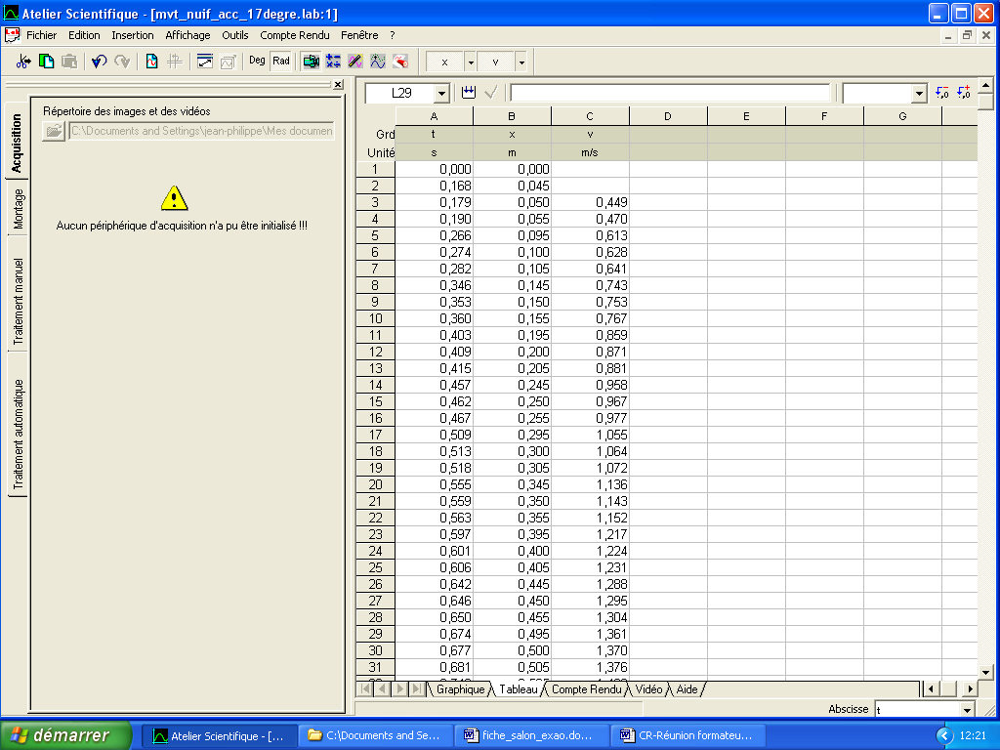 Atelier Scientifique - [mvt_nuif_acc_17degre.lab:1]
Fichier Edition Insertion Affichage Outils Compte Rendu Fenêtre ?
Deg Rad x v
Acquisition
Montage
Traitement manuel
Traitement automatique
Répertoire des images et des vidéos
C:\Documents and Settings\jean-philippe\Mes documen
Aucun périphérique d'acquisition n'a pu être initialisé !!!
L29
A B C D E F G
Grd t x v
Unité s m m/s
1 0,000 0,000
2 0,168 0,045
3 0,179 0,050 0,449
4 0,190 0,055 0,470
5 0,266 0,095 0,613
6 0,274 0,100 0,628
7 0,282 0,105 0,641
8 0,346 0,145 0,743
9 0,353 0,150 0,753
10 0,360 0,155 0,767
11 0,403 0,195 0,859
12 0,409 0,200 0,871
13 0,415 0,205 0,881
14 0,457 0,245 0,958
15 0,462 0,250 0,967
16 0,467 0,255 0,977
17 0,509 0,295 1,055
18 0,513 0,300 1,064
19 0,518 0,305 1,072
20 0,555 0,345 1,136
21 0,559 0,350 1,143
22 0,563 0,355 1,152
23 0,597 0,395 1,217
24 0,601 0,400 1,224
25 0,606 0,405 1,231
26 0,642 0,445 1,288
27 0,646 0,450 1,295
28 0,650 0,455 1,304
29 0,674 0,495 1,361
30 0,677 0,500 1,370
31 0,681 0,505 1,376
Graphique Tableau Compte Rendu Vidéo Aide
Abscisse t
démarrer Atelier Scientifique - [... C:\Documents and Se... fiche_salon_exao.do... CR-Réunion formateu... 12:21